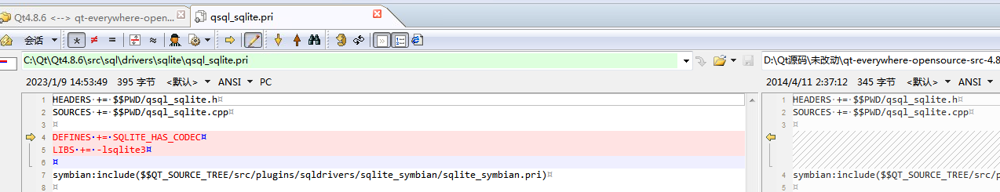 Qt4.8.6 <--> qt-everywhere-open...
qsql_sqlite.pri
会话
C:\Qt\Qt4.8.6\src\sql\drivers\sqlite\qsql_sqlite.pri
D:\Qt源码\未改动\qt-everywhere-opensource-src-4.8
2023/1/9 14:53:49 395 字节 <默认> ANSI PC
2014/4/11 2:37:12 345 字节 <默认> ANSI
1 HEADERS += $$PWD/qsql_sqlite.h¤
2 SOURCES += $$PWD/qsql_sqlite.cpp¤
3 ¤
4 DEFINES += SQLITE_HAS_CODEC¤
5 LIBS += -lsqlite3¤
6 ¤
7 symbian:include($$QT_SOURCE_TREE/src/plugins/sqldrivers/sqlite_symbian/sqlite_symbian.pri)¤
8 ¤
1 HEADERS += $$PWD/qsql_sqlite.h¤
2 SOURCES += $$PWD/qsql_sqlite.cpp¤
3 ¤
4 symbian:include($$QT_SOURCE_TREE/src/p
5 ¤